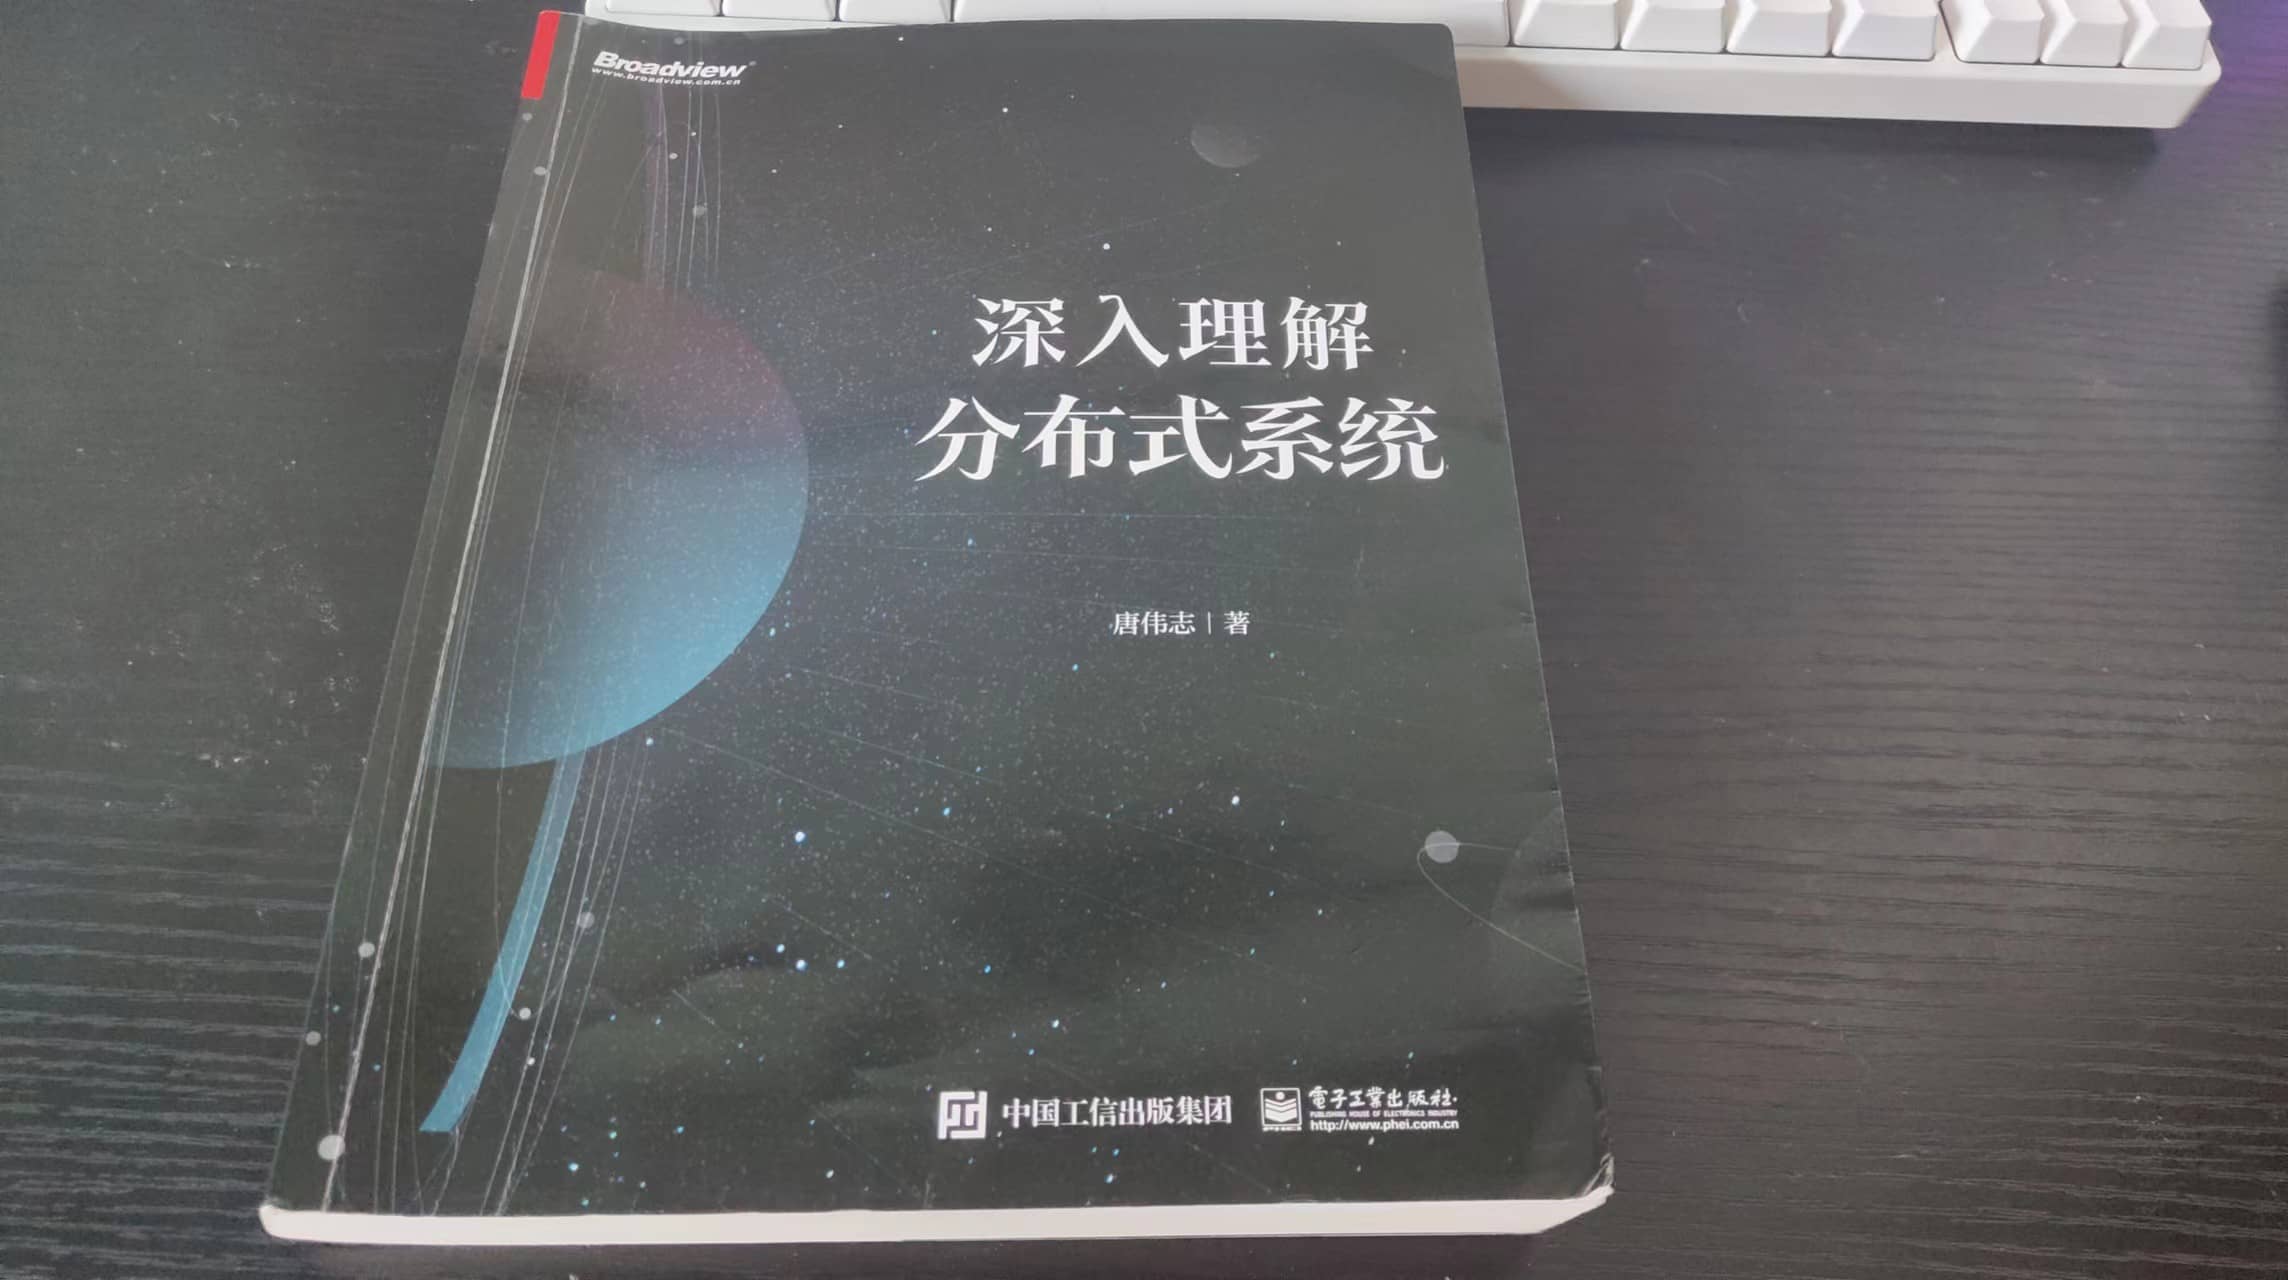 Broadview
www.broadview.com.cn
深入理解
分布式系统
唐伟志 | 著
中国工信出版集团
電子工業出版社
PUBLISHING HOUSE OF ELECTRONICS INDUSTRY
http://www.phei.com.cn